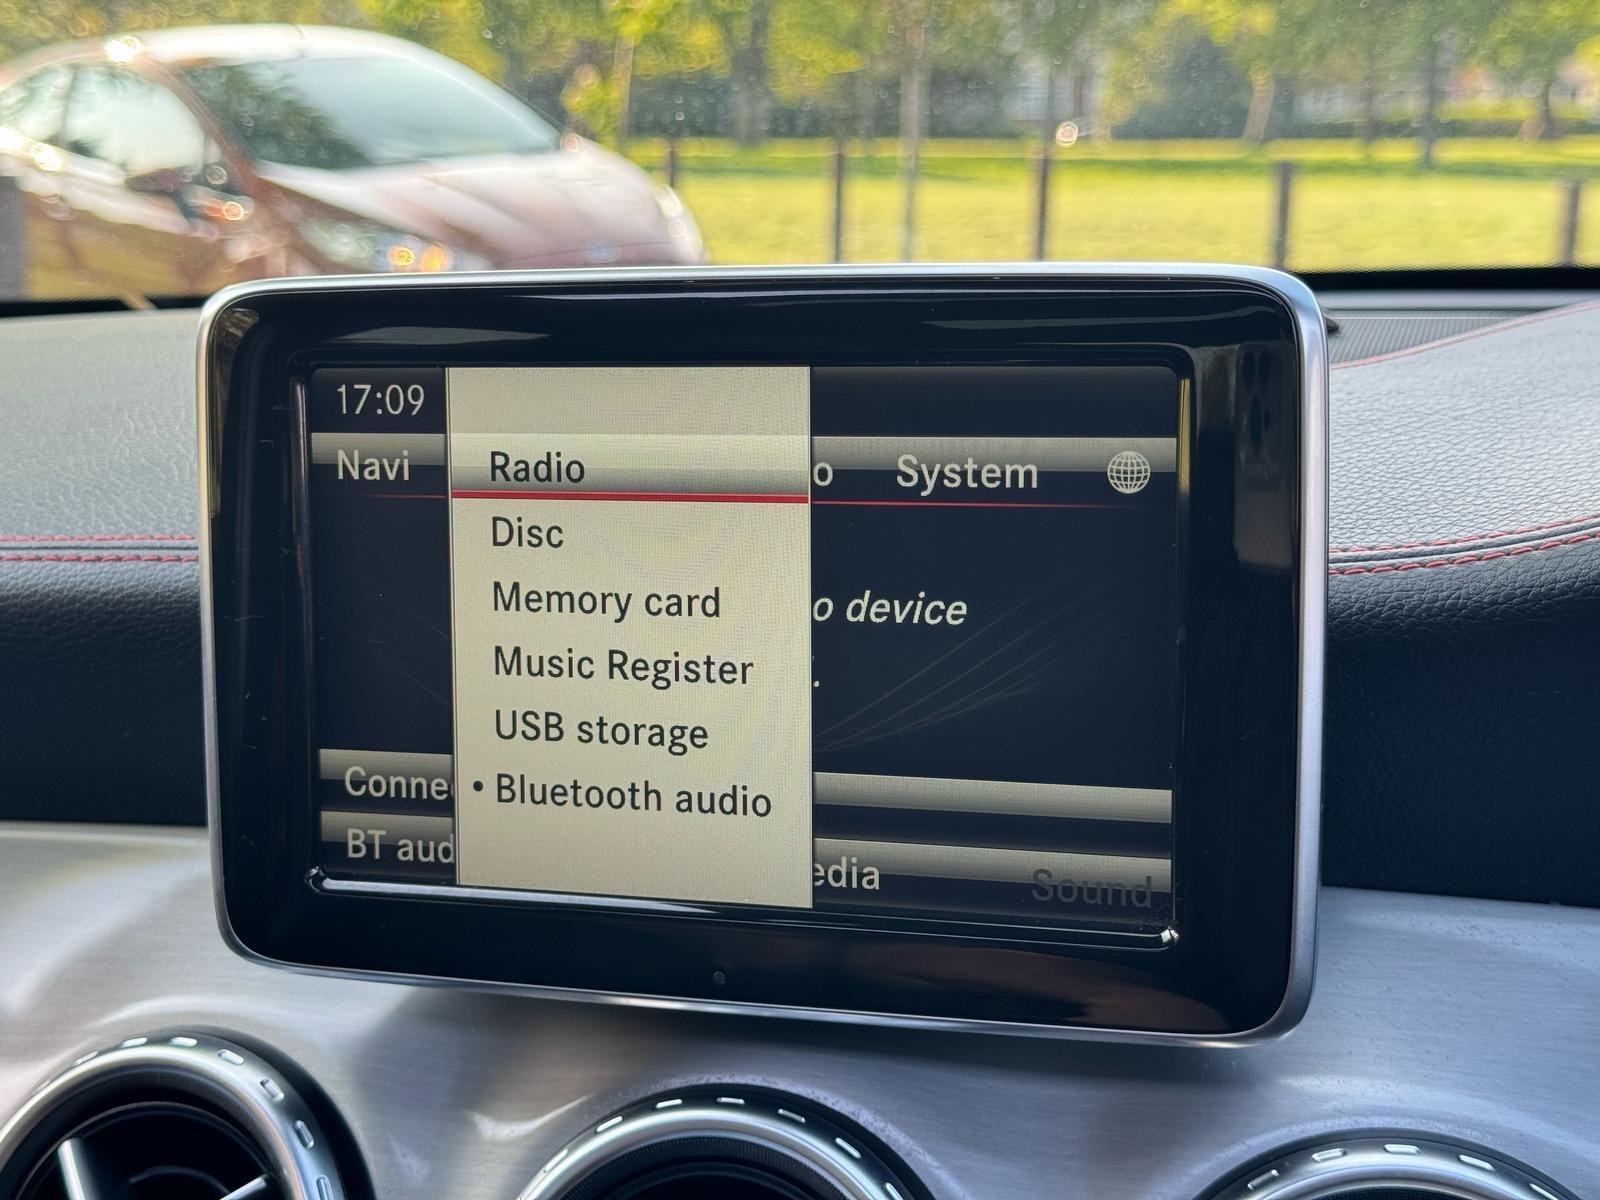 17:09
Navi
Radio
o
System
Disc
Memory card
o device
Music Register
.
USB storage
Conne
• Bluetooth audio
BT aud
edia
Sound